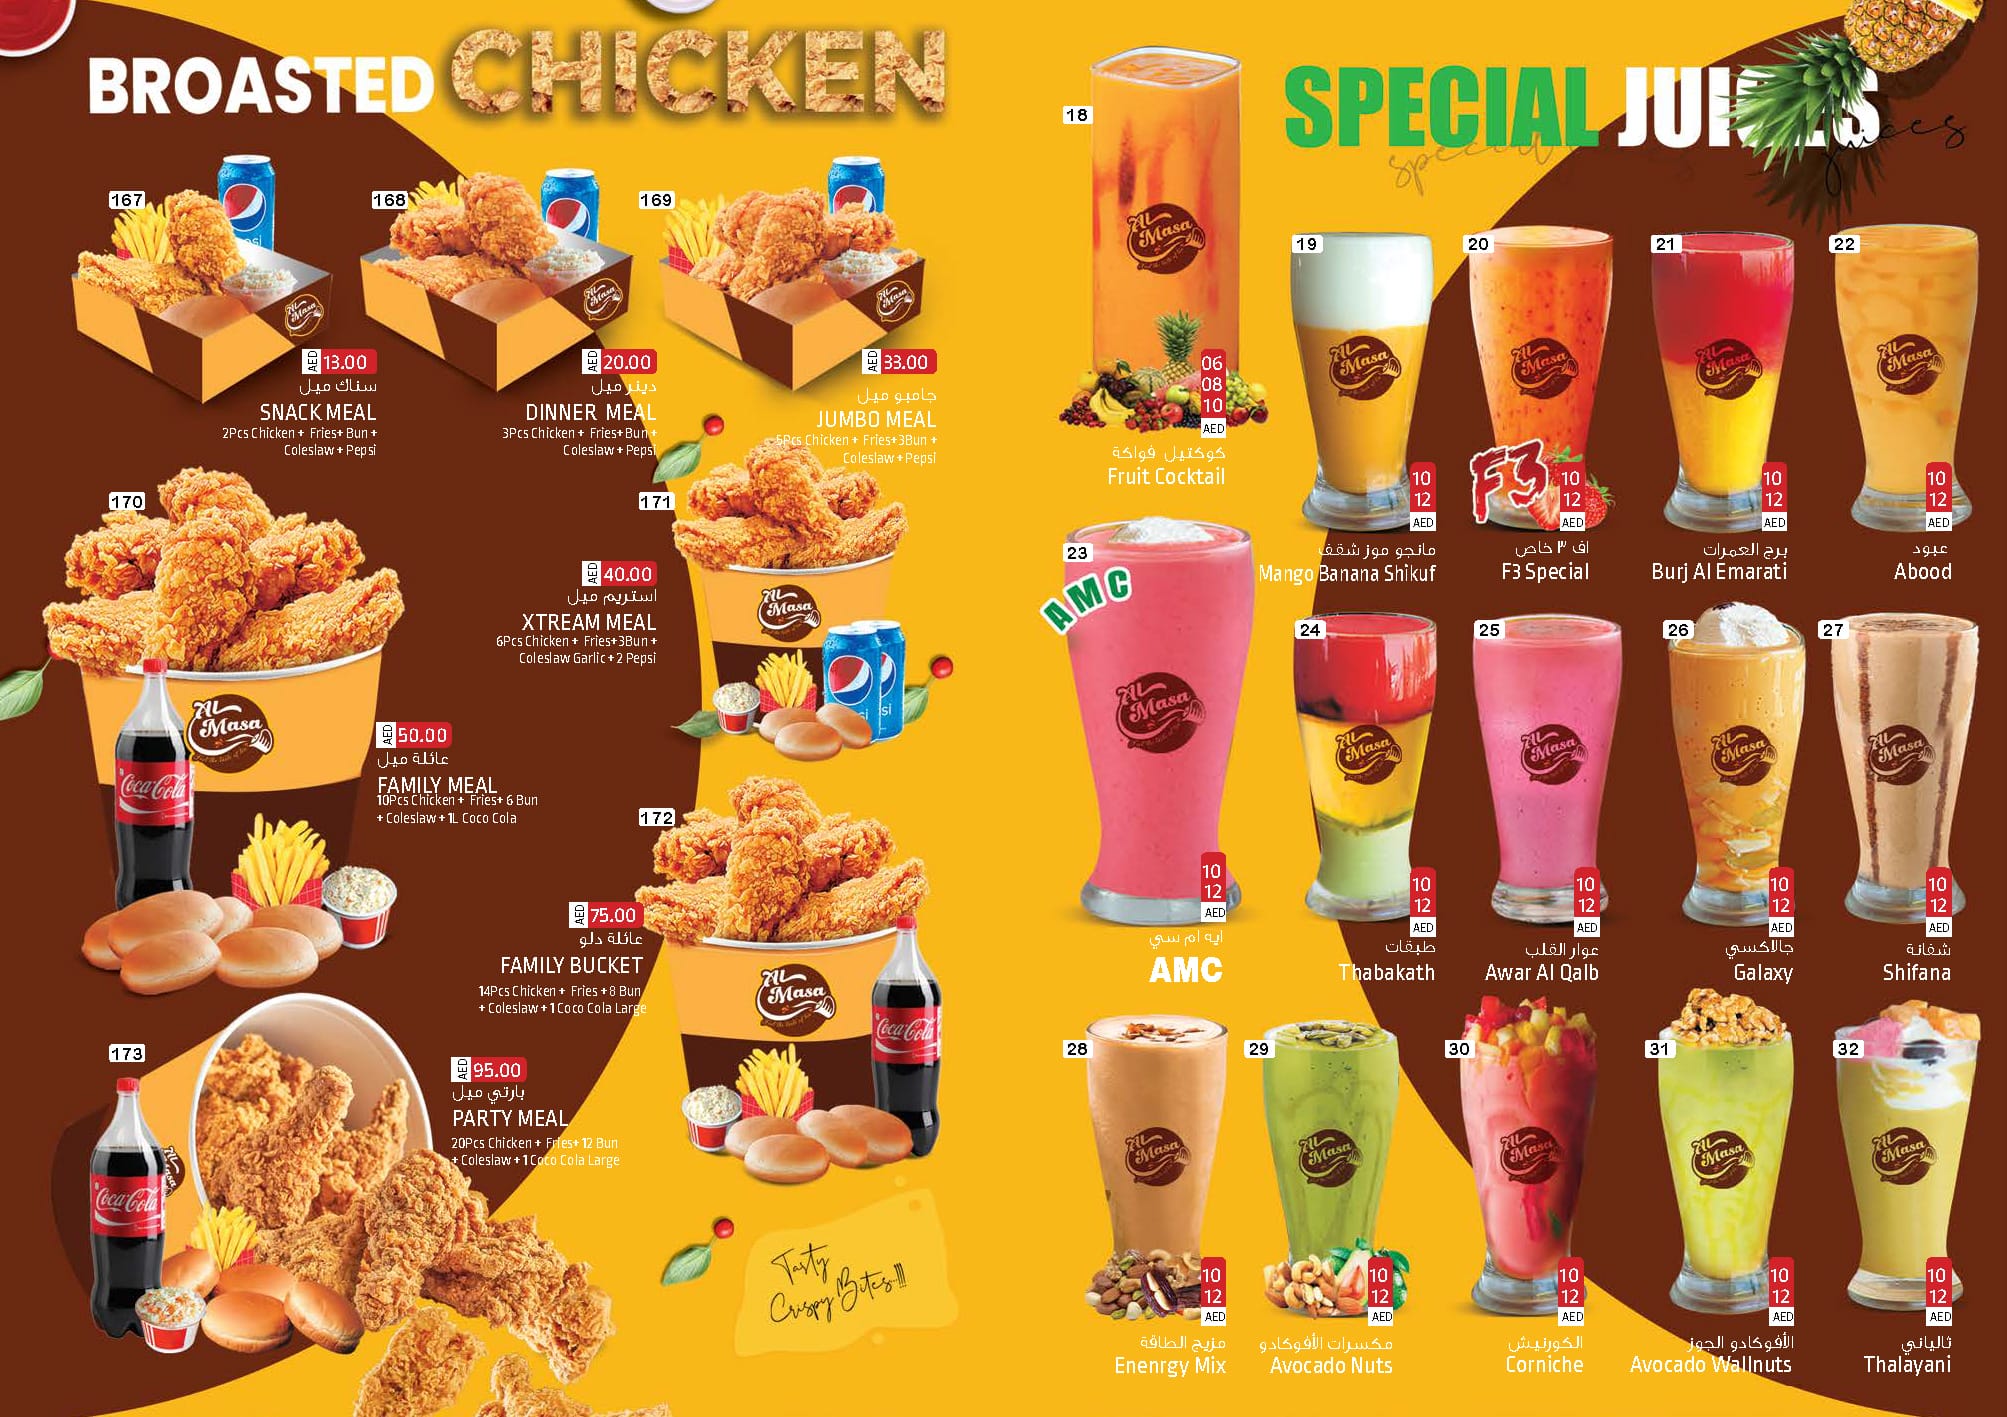 BROASTED CHICKEN
167
AED 13.00
سناك ميل
SNACK MEAL
2Pcs Chicken + Fries+ Bun +
Coleslaw + Pepsi
168
AED 20.00
دينر ميل
DINNER MEAL
3Pcs Chicken + Fries+ Bun +
Coleslaw + Pepsi
169
AED 33.00
جامبو ميل
JUMBO MEAL
5Pcs Chicken + Fries+3Bun +
Coleslaw + Pepsi
170
AED 50.00
عائلة ميل
FAMILY MEAL
10Pcs Chicken + Fries+ 6 Bun
+ Coleslaw + 1L Coco Cola
171
AED 40.00
استريم ميل
XTREAM MEAL
6Pcs Chicken + Fries+3Bun +
Coleslaw Garlic + 2 Pepsi
172
AED 75.00
عائلة دلو
FAMILY BUCKET
14Pcs Chicken + Fries +8 Bun
+ Coleslaw + 1 Coco Cola Large
173
AED 95.00
بارتي ميل
PARTY MEAL
20Pcs Chicken + Fries+ 12 Bun
+ Coleslaw + 1 Coco Cola Large
Al Masa
Coca-Cola
Tasty
Crispy Bites..!!!
SPECIAL JUICES
special juices
18
06
08
10
AED
كوكتيل فواكة
Fruit Cocktail
19
10
12
AED
مانجو موز شقف
Mango Banana Shikuf
20
F3
10
12
AED
اف ٣ خاص
F3 Special
21
10
12
AED
برج العمرات
Burj Al Emarati
22
10
12
AED
عبود
Abood
23
AMC
10
12
AED
ايه ام سي
AMC
24
10
12
AED
طبقات
Thabakath
25
10
12
AED
عوار القلب
Awar Al Qalb
26
10
12
AED
جالاكسي
Galaxy
27
10
12
AED
شفانة
Shifana
28
10
12
AED
مزيج الطاقة
Enenrgy Mix
29
10
12
AED
مكسرات الأفوكادو
Avocado Nuts
30
10
12
AED
الكورنيش
Corniche
31
10
12
AED
الأفوكادو الجوز
Avocado Wallnuts
32
10
12
AED
تالياني
Thalayani